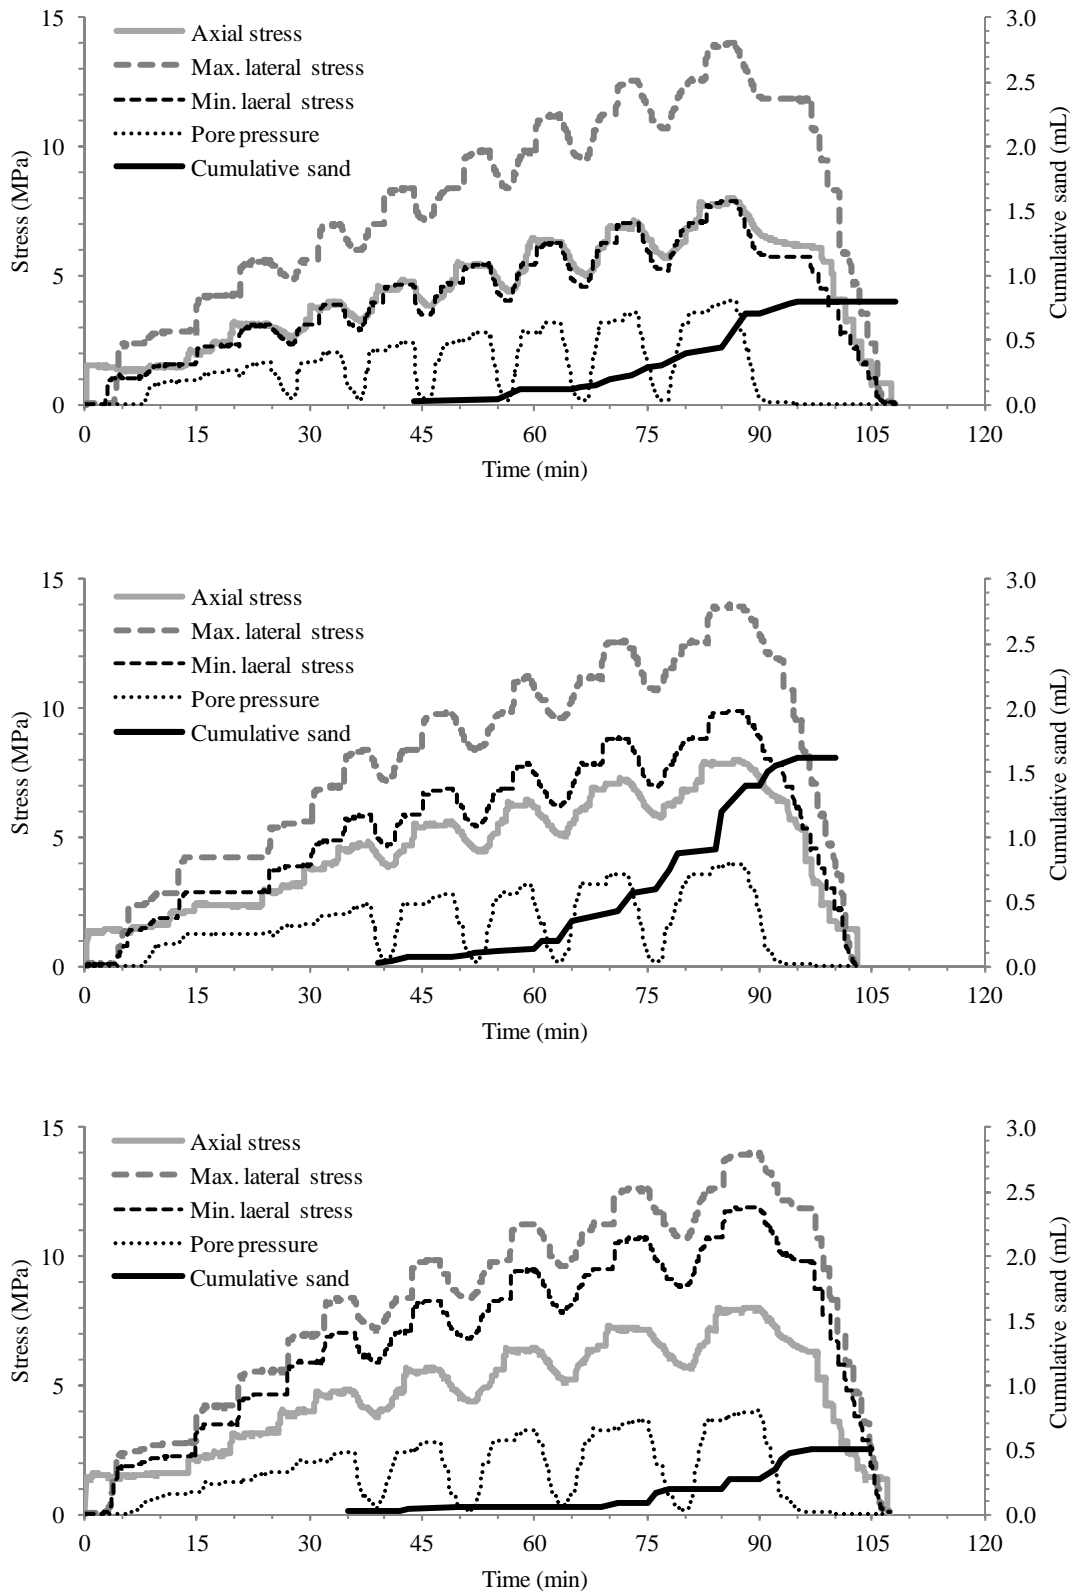 15
10
5
0
Stress (MPa)
Axial stress
Max. lateral stress
Min. laeral stress
Pore pressure
Cumulative sand
3.0
2.5
2.0
1.5
1.0
0.5
0.0
Cumulative sand (mL)
0 15 30 45 60 75 90 105 120
Time (min)
15
10
5
0
Stress (MPa)
Axial stress
Max. lateral stress
Min. laeral stress
Pore pressure
Cumulative sand
3.0
2.5
2.0
1.5
1.0
0.5
0.0
Cumulative sand (mL)
0 15 30 45 60 75 90 105 120
Time (min)
15
10
5
0
Stress (MPa)
Axial stress
Max. lateral stress
Min. laeral stress
Pore pressure
Cumulative sand
3.0
2.5
2.0
1.5
1.0
0.5
0.0
Cumulative sand (mL)
0 15 30 45 60 75 90 105 120
Time (min)